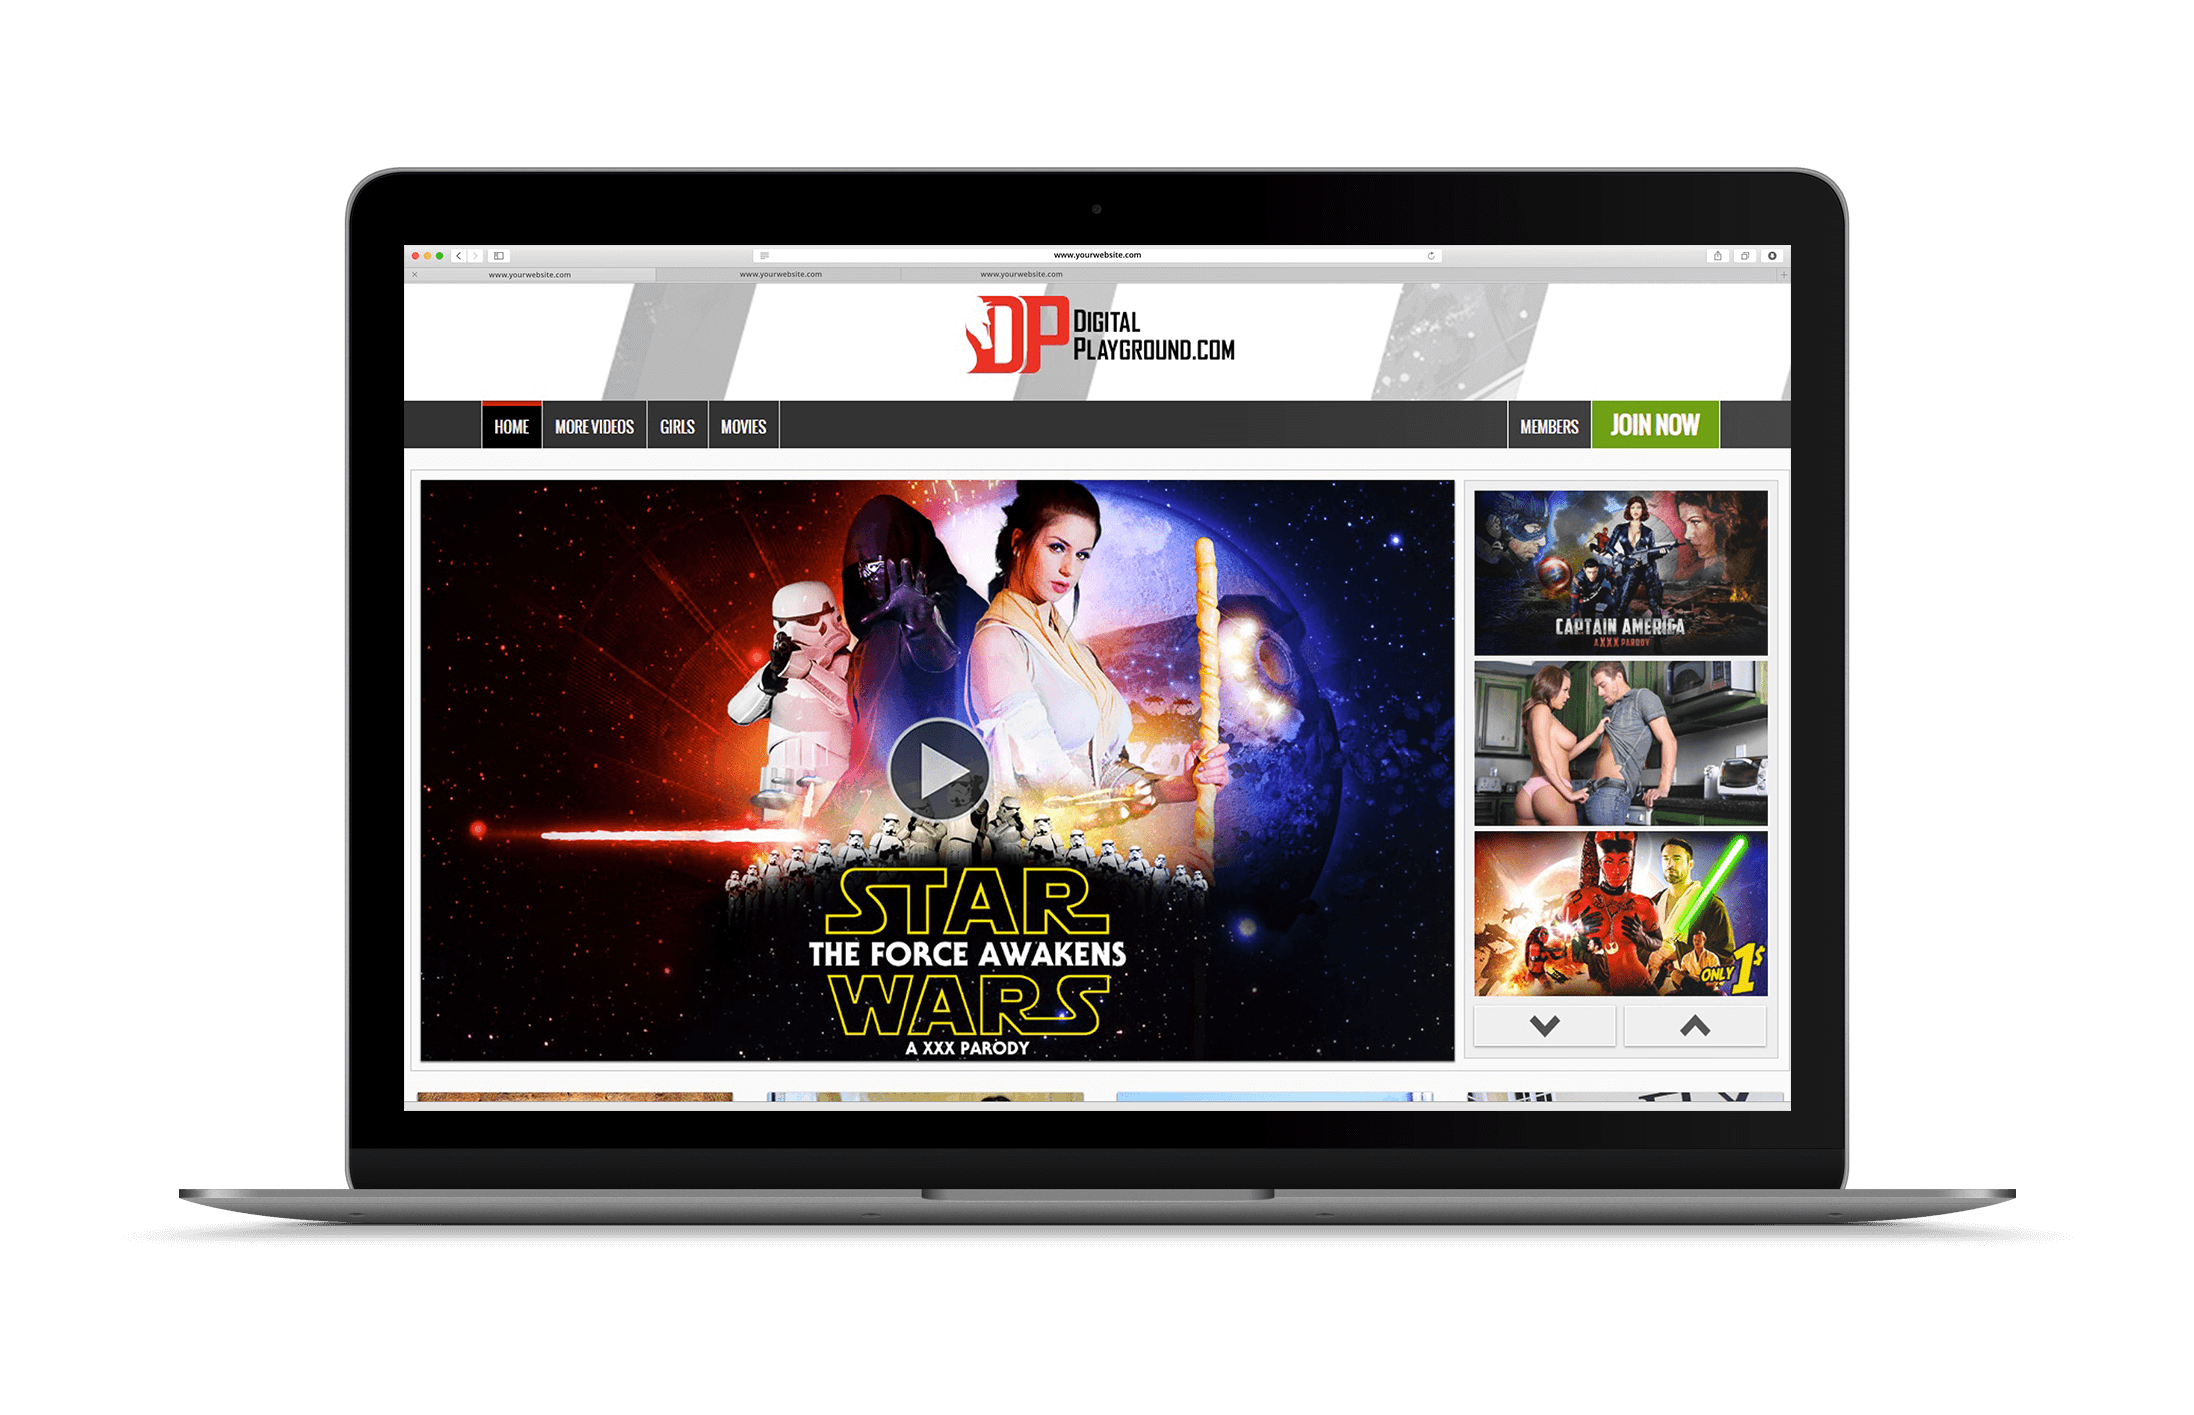 www.yourwebsite.com
www.yourwebsite.com
www.yourwebsite.com
www.yourwebsite.com
DP DIGITAL
PLAYGROUND.COM
HOME
MORE VIDEOS
GIRLS
MOVIES
MEMBERS
JOIN NOW
STAR
THE FORCE AWAKENS
WARS
A XXX PARODY
CAPTAIN AMERICA
A XXX PARODY
ONLY 1$